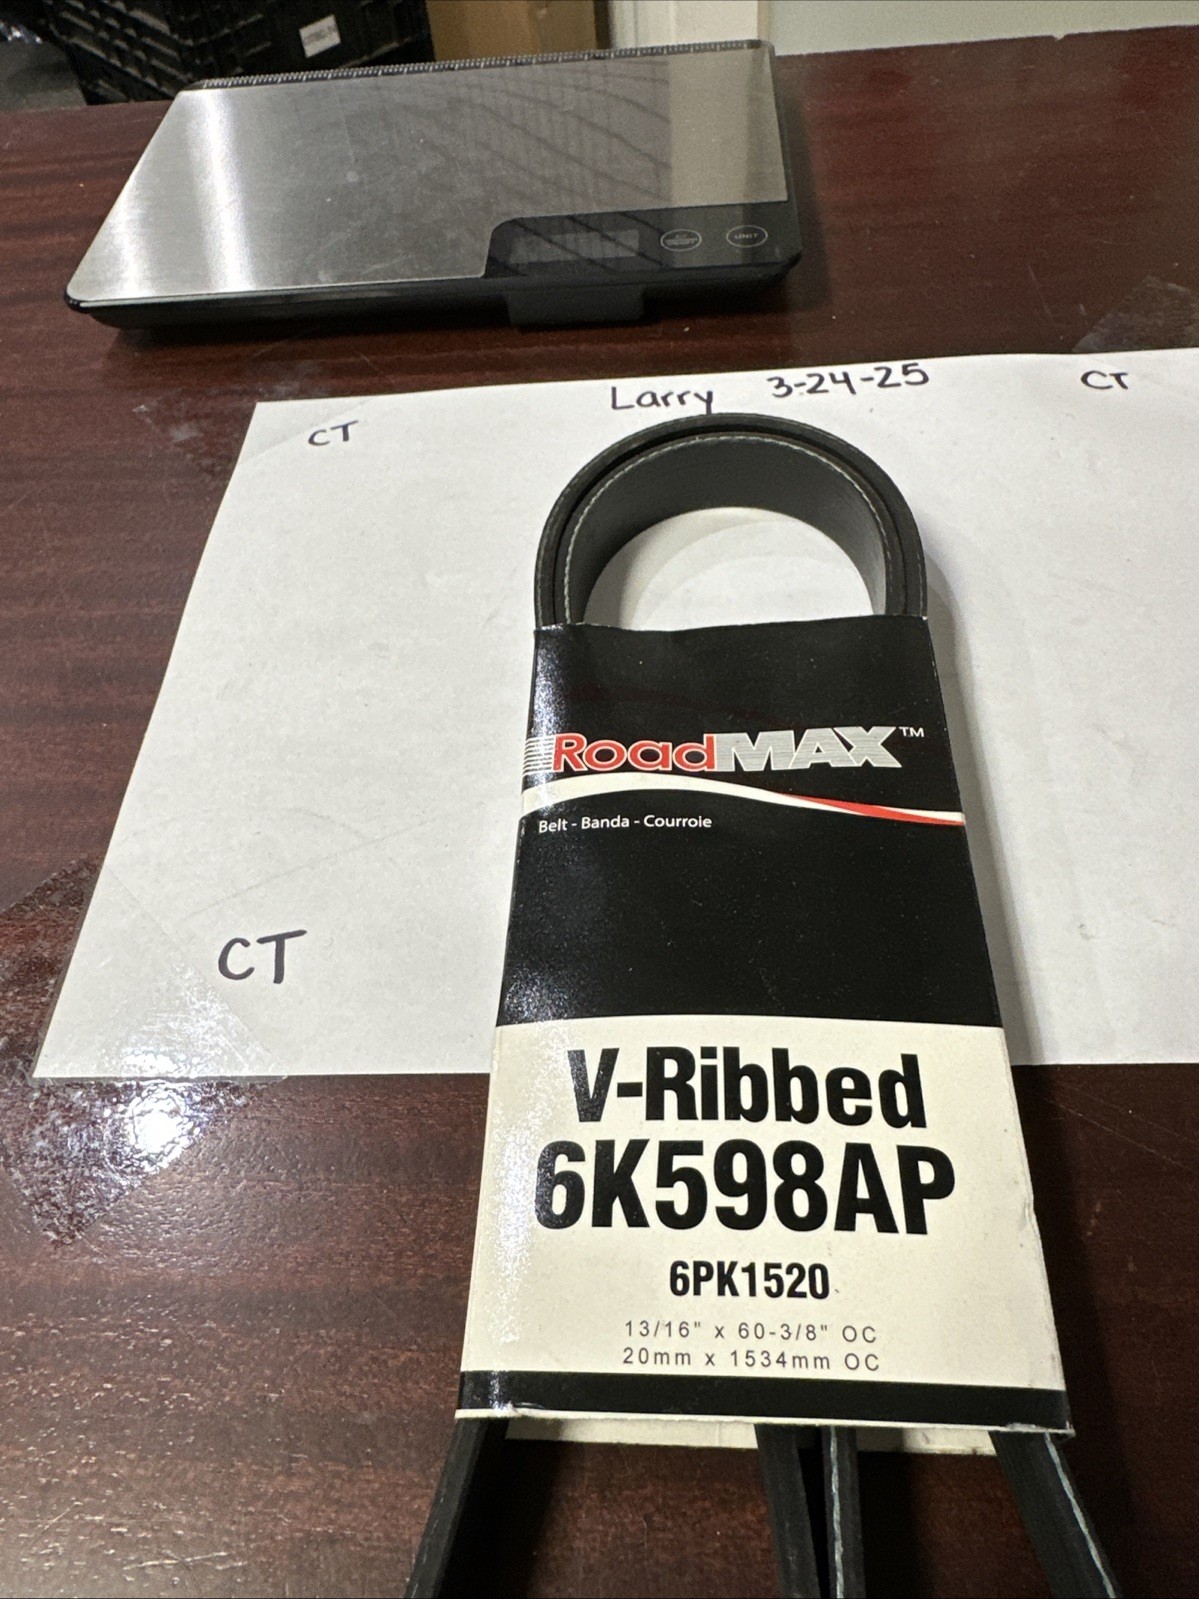 UNIT
Larry 3-24-25
CT
CT
RoadMAX™
Belt - Banda - Courroie
CT
V-Ribbed
6K598AP
6PK1520
13/16" x 60-3/8" OC
20mm x 1534mm OC